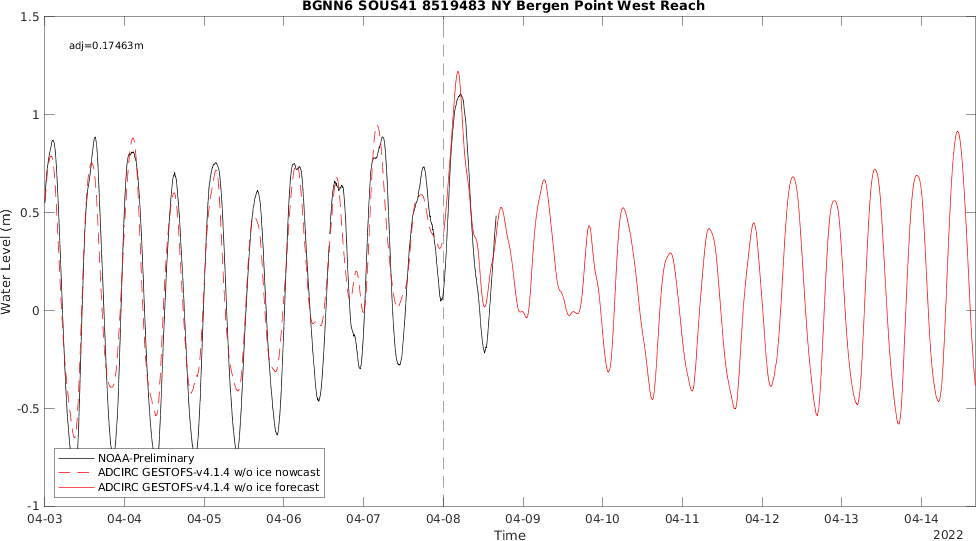 BGNN6 SOUS41 8519483 NY Bergen Point West Reach
adj=0.17463m
1.5
1
0.5
0
-0.5
-1
Water Level (m)
NOAA-Preliminary
ADCIRC GESTOFS-v4.1.4 w/o ice nowcast
ADCIRC GESTOFS-v4.1.4 w/o ice forecast
04-03 04-04 04-05 04-06 04-07 04-08 04-09 04-10 04-11 04-12 04-13 04-14
Time
2022